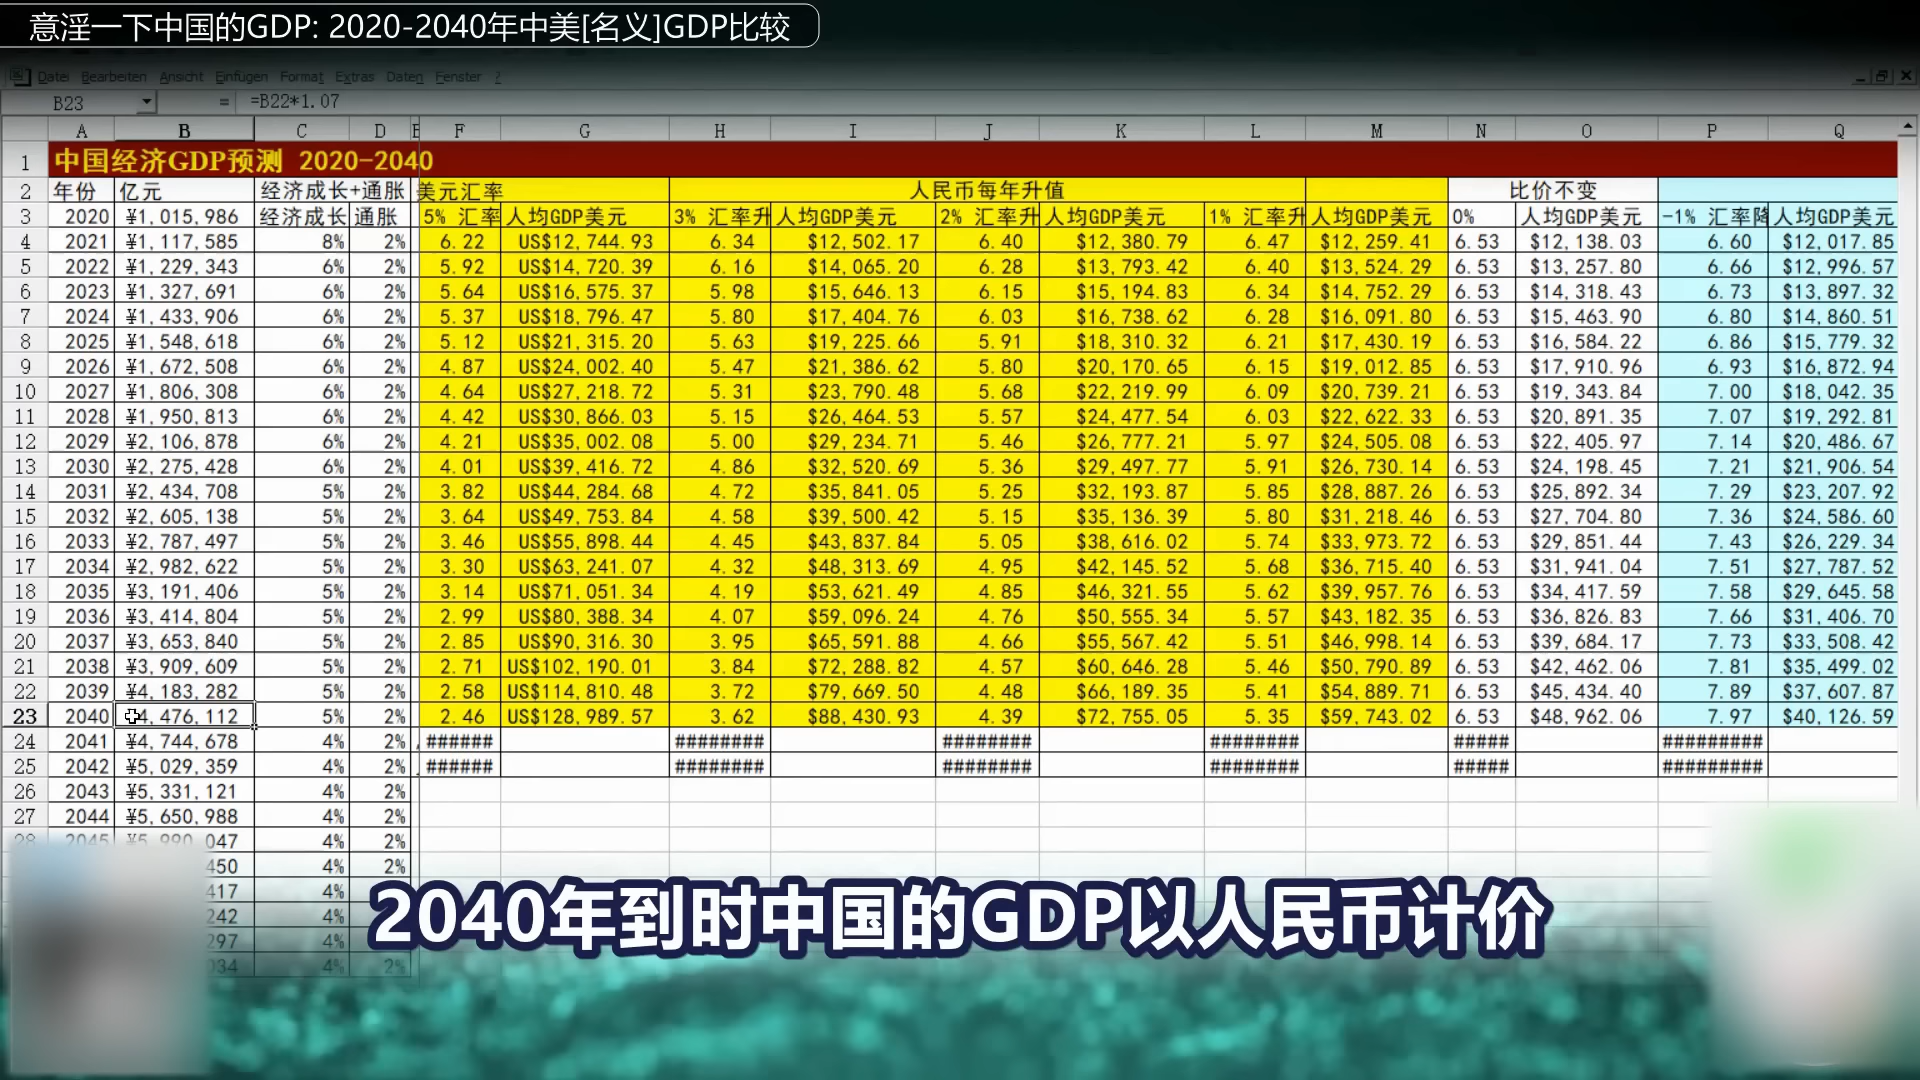 意淫一下中国的GDP: 2020-2040年中美[名义]GDP比较
Datei Bearbeiten Ansicht Einfügen Format Extras Daten Fenster ?
B23 = =B22*1.07
A B C D E F G H I J K L M N O P Q
1 中国经济GDP预测 2020-2040
2 年份 亿元 经济成长+通胀 美元汇率 人民币每年升值 比价不变
3 2020 ¥1,015,986 经济成长 通胀 5% 汇率 人均GDP美元 3% 汇率升 人均GDP美元 2% 汇率升 人均GDP美元 1% 汇率升 人均GDP美元 0% 人均GDP美元 -1% 汇率降 人均GDP美元
4 2021 ¥1,117,585 8% 2% 6.22 US$12,744.93 6.34 $12,502.17 6.40 $12,380.79 6.47 $12,259.41 6.53 $12,138.03 6.60 $12,017.85
5 2022 ¥1,229,343 6% 2% 5.92 US$14,720.39 6.16 $14,065.20 6.28 $13,793.42 6.40 $13,524.29 6.53 $13,257.80 6.66 $12,996.57
6 2023 ¥1,327,691 6% 2% 5.64 US$16,575.37 5.98 $15,646.13 6.15 $15,194.83 6.34 $14,752.29 6.53 $14,318.43 6.73 $13,897.32
7 2024 ¥1,433,906 6% 2% 5.37 US$18,796.47 5.80 $17,404.76 6.03 $16,738.62 6.28 $16,091.80 6.53 $15,463.90 6.80 $14,860.51
8 2025 ¥1,548,618 6% 2% 5.12 US$21,315.20 5.63 $19,225.66 5.91 $18,310.32 6.21 $17,430.19 6.53 $16,584.22 6.86 $15,779.32
9 2026 ¥1,672,508 6% 2% 4.87 US$24,002.40 5.47 $21,386.62 5.80 $20,170.65 6.15 $19,012.85 6.53 $17,910.96 6.93 $16,872.94
10 2027 ¥1,806,308 6% 2% 4.64 US$27,218.72 5.31 $23,790.48 5.68 $22,219.99 6.09 $20,739.21 6.53 $19,343.84 7.00 $18,042.35
11 2028 ¥1,950,813 6% 2% 4.42 US$30,866.03 5.15 $26,464.53 5.57 $24,477.54 6.03 $22,622.33 6.53 $20,891.35 7.07 $19,292.81
12 2029 ¥2,106,878 6% 2% 4.21 US$35,002.08 5.00 $29,234.71 5.46 $26,777.21 5.97 $24,505.08 6.53 $22,405.97 7.14 $20,486.67
13 2030 ¥2,275,428 6% 2% 4.01 US$39,416.72 4.86 $32,520.69 5.36 $29,497.77 5.91 $26,730.14 6.53 $24,198.45 7.21 $21,906.54
14 2031 ¥2,434,708 5% 2% 3.82 US$44,284.68 4.72 $35,841.05 5.25 $32,193.87 5.85 $28,887.26 6.53 $25,892.34 7.29 $23,207.92
15 2032 ¥2,605,138 5% 2% 3.64 US$49,753.84 4.58 $39,500.42 5.15 $35,136.39 5.80 $31,218.46 6.53 $27,704.80 7.36 $24,586.60
16 2033 ¥2,787,497 5% 2% 3.46 US$55,898.44 4.45 $43,837.84 5.05 $38,616.02 5.74 $33,973.72 6.53 $29,851.44 7.43 $26,229.34
17 2034 ¥2,982,622 5% 2% 3.30 US$63,241.07 4.32 $48,313.69 4.95 $42,145.52 5.68 $36,715.40 6.53 $31,941.04 7.51 $27,787.52
18 2035 ¥3,191,406 5% 2% 3.14 US$71,051.34 4.19 $53,621.49 4.85 $46,321.55 5.62 $39,957.76 6.53 $34,417.59 7.58 $29,645.58
19 2036 ¥3,414,804 5% 2% 2.99 US$80,388.34 4.07 $59,096.24 4.76 $50,555.34 5.57 $43,182.35 6.53 $36,826.83 7.66 $31,406.70
20 2037 ¥3,653,840 5% 2% 2.85 US$90,316.30 3.95 $65,591.88 4.66 $55,567.42 5.51 $46,998.14 6.53 $39,684.17 7.73 $33,508.42
21 2038 ¥3,909,609 5% 2% 2.71 US$102,190.01 3.84 $72,288.82 4.57 $60,646.28 5.46 $50,790.89 6.53 $42,462.06 7.81 $35,499.02
22 2039 ¥4,183,282 5% 2% 2.58 US$114,810.48 3.72 $79,669.50 4.48 $66,189.35 5.41 $54,889.71 6.53 $45,434.40 7.89 $37,607.87
23 2040 4,476,112 5% 2% 2.46 US$128,989.57 3.62 $88,430.93 4.39 $72,755.05 5.35 $59,743.02 6.53 $48,962.06 7.97 $40,126.59
24 2041 ¥4,744,678 4% 2% ###### ######## ######## ######## ##### #########
25 2042 ¥5,029,359 4% 2% ###### ######## ######## ######## ##### #########
26 2043 ¥5,331,121 4% 2%
27 2044 ¥5,650,988 4% 2%
28 2045 ¥5,990,047 4% 2%
450 4% 2%
417 4%
242 4%
297 4%
034 4% 2%
2040年到时中国的GDP以人民币计价